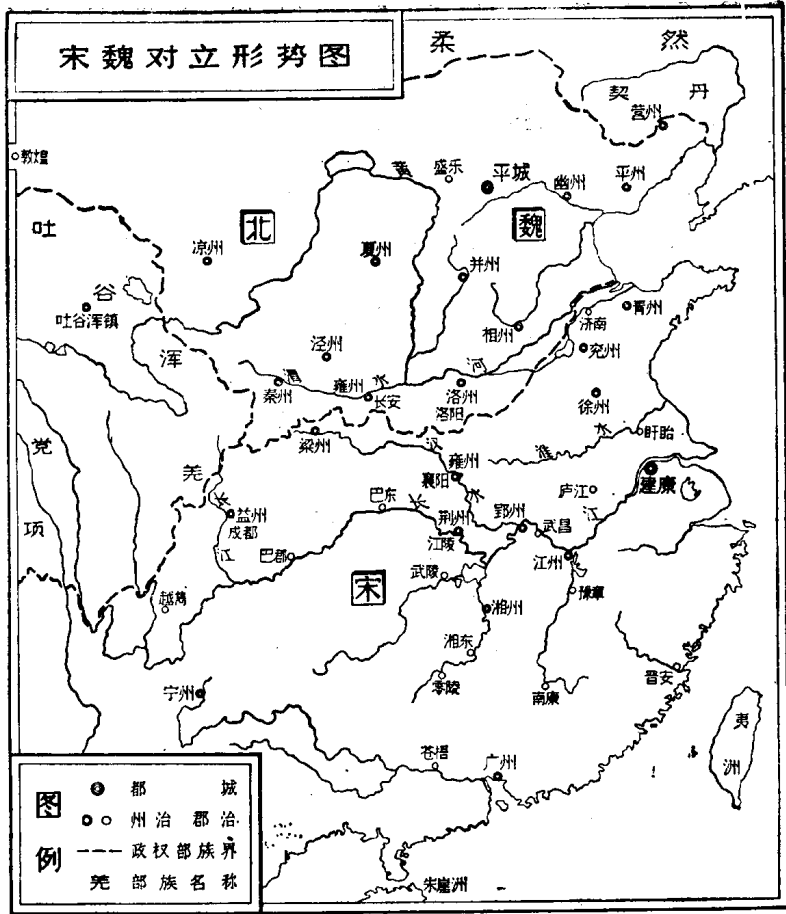 宋魏对立形势图
柔然
契丹
营州
敦煌
黄
盛乐
平城
幽州
平州
吐
谷
浑
北
魏
凉州
夏州
并州
吐谷浑镇
相州
济南
青州
兖州
泾州
渭
水
河
秦州
雍州
长安
洛州
洛阳
徐州
梁州
汉
水
淮
水
盱眙
党
项
羌
雍州
襄阳
庐江
建康
长
江
益州
成都
巴东
长
江
荆州
江陵
郢州
武昌
江州
巴郡
宋
武陵
越嶲
湘州
豫章
湘东
零陵
南康
晋安
宁州
夷
洲
苍梧
广州
朱崖洲
图例
都城
州治 郡治
政权部族界
羌 部族名称